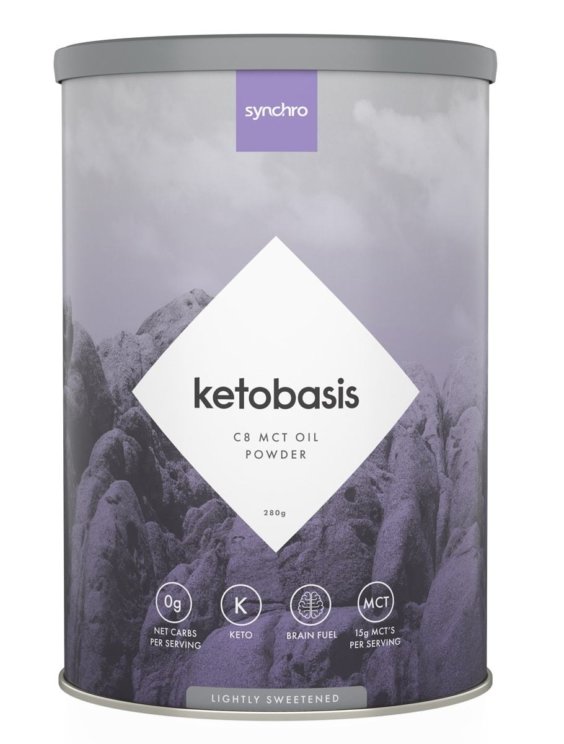 synchro
ketobasis
C8 MCT OIL
POWDER
280g
0g
K
MCT
NET CARBS
PER SERVING
KETO
BRAIN FUEL
15g MCT'S
PER SERVING
LIGHTLY SWEETENED